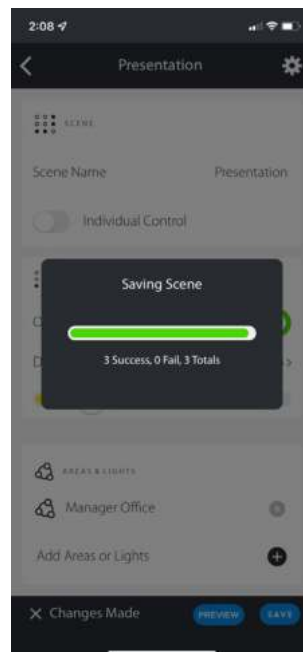 2:08
Presentation
SCENE
Scene Name Presentation
Individual Control
Saving Scene
3 Success, 0 Fail, 3 Totals
AREAS & LIGHTS
Manager Office
Add Areas or Lights
Changes Made PREVIEW SAVE